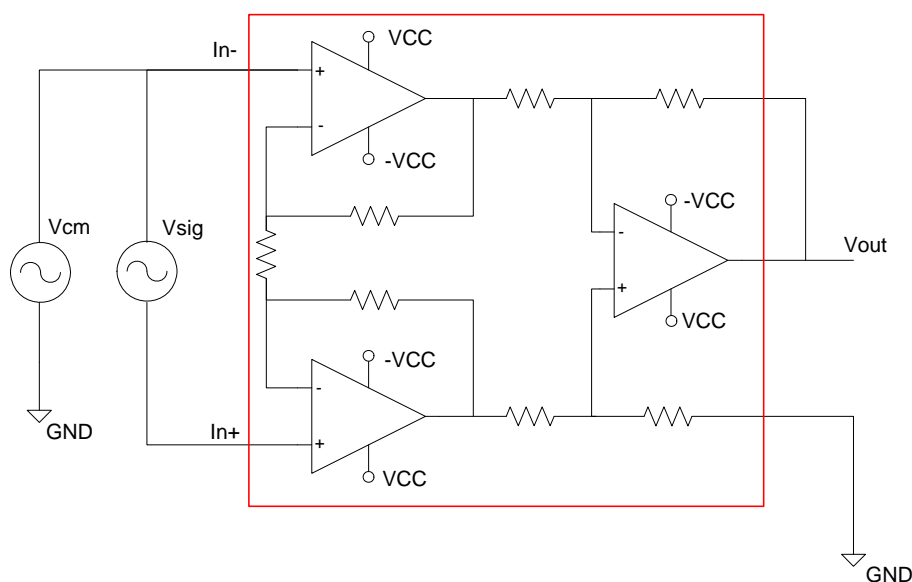 In-
VCC
+
-
-VCC
Vcm
Vsig
-VCC
-
Vout
+
VCC
-VCC
-
GND
In+
+
VCC
GND